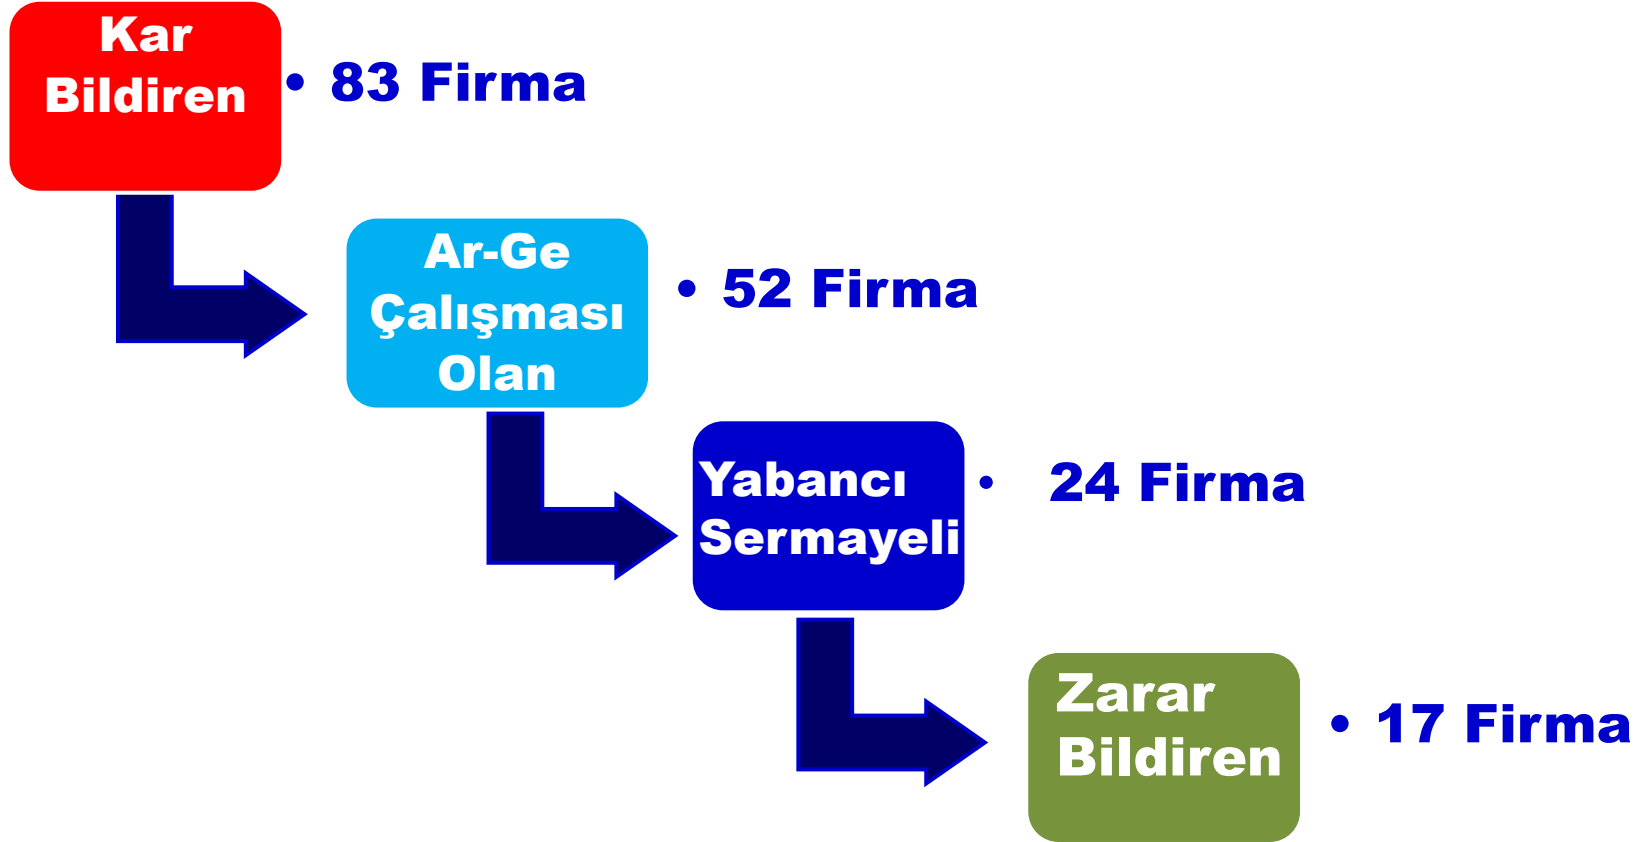 Kar
Bildiren
• 83 Firma
Ar-Ge
Çalışması
Olan
• 52 Firma
Yabancı
Sermayeli
• 24 Firma
Zarar
Bildiren
• 17 Firma